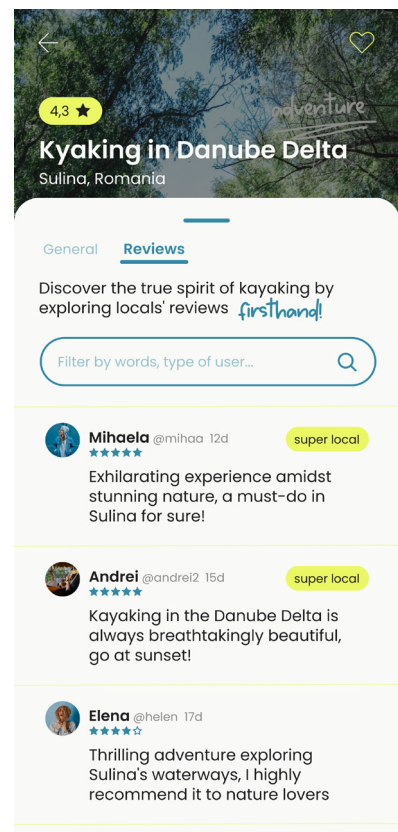 adventure
4,3 ★
Kyaking in Danube Delta
Sulina, Romania
General Reviews
Discover the true spirit of kayaking by
exploring locals' reviews firsthand!
Filter by words, type of user...
Mihaela @mihaa 12d super local
Exhilarating experience amidst
stunning nature, a must-do in
Sulina for sure!
Andrei @andrei2 15d super local
Kayaking in the Danube Delta is
always breathtakingly beautiful,
go at sunset!
Elena @helen 17d
Thrilling adventure exploring
Sulina's waterways, I highly
recommend it to nature lovers